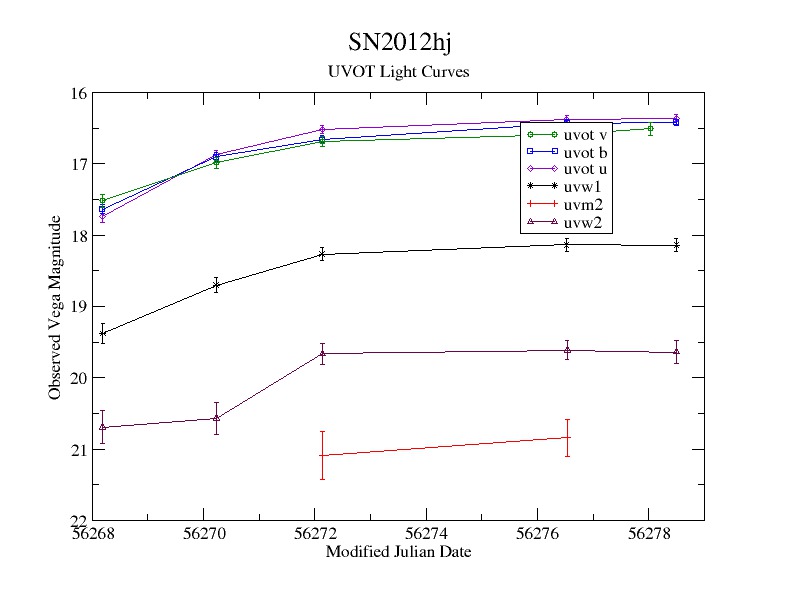 SN2012hj
UVOT Light Curves
Observed Vega Magnitude
16
17
18
19
20
21
22
uvot v
uvot b
uvot u
uvw1
uvm2
uvw2
56268 56270 56272 56274 56276 56278
Modified Julian Date